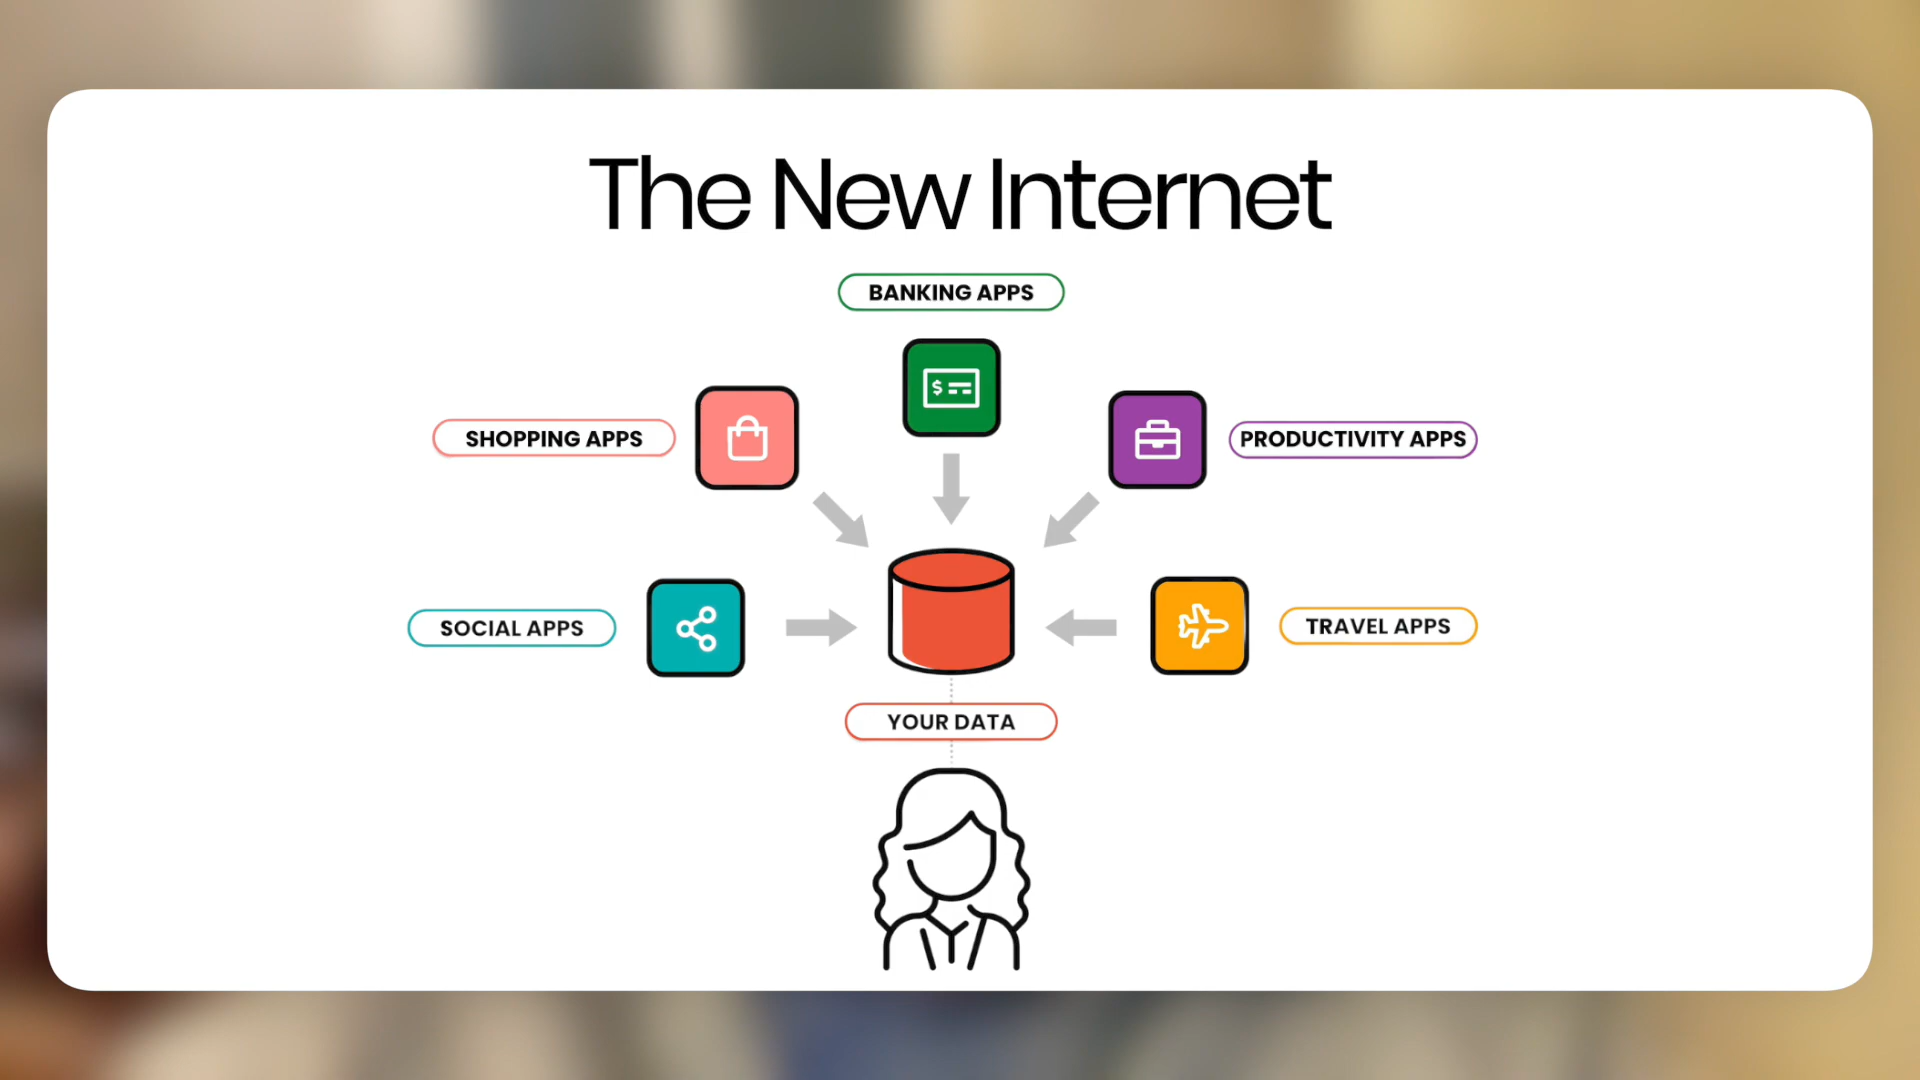 The New Internet
BANKING APPS
$
SHOPPING APPS
PRODUCTIVITY APPS
SOCIAL APPS
TRAVEL APPS
YOUR DATA